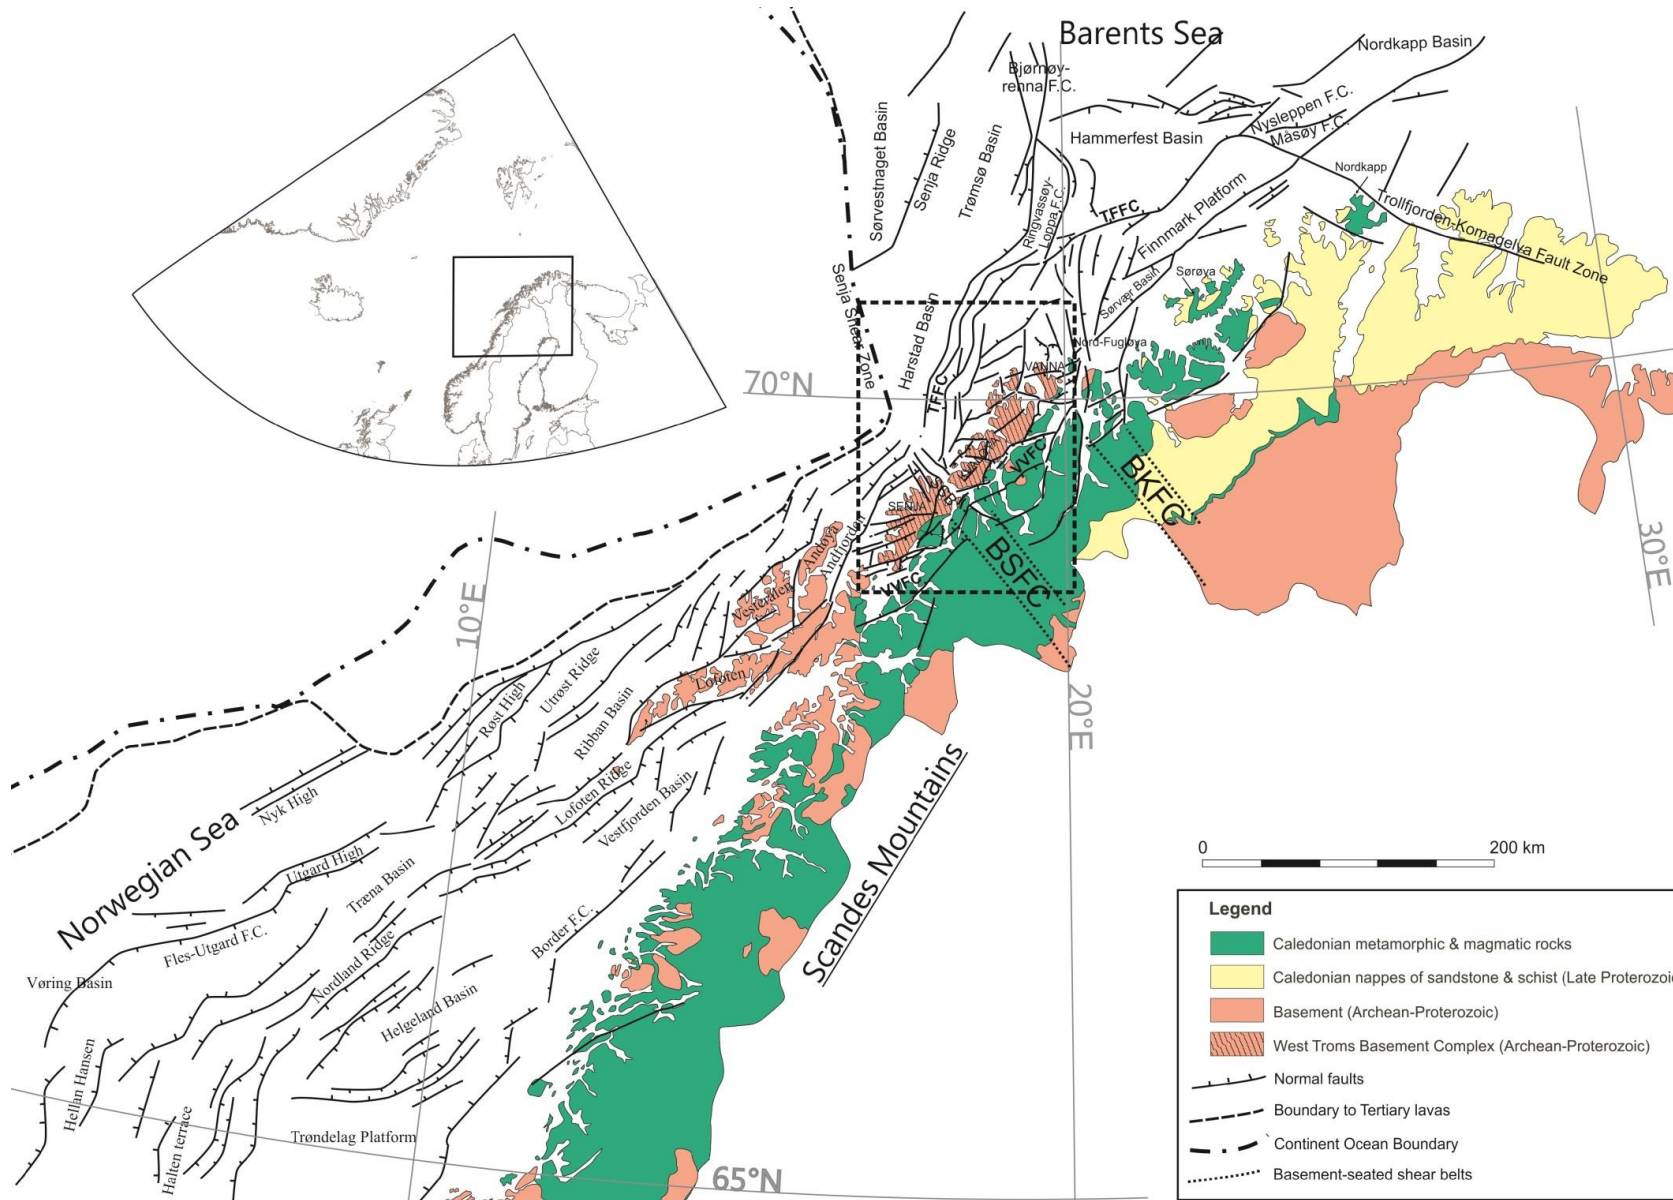 Barents Sea
Nordkapp Basin
Bjørnøy-
renna F.C.
Nysleppen F.C.
Måsøy F.C.
Hammerfest Basin
Sørvestnaget Basin
Senja Ridge
Trømsø Basin
Nordkapp
Ringvassøy-
Loppa F.C.
TFFC
Finnmark Platform
Trollfjorden-Komagelva Fault Zone
Senja Shear Zone
Harstad Basin
Sørvær Basin
Sørøya
Nord-Fugløya
VANNA
70°N
TFFC
VVFC
BKFC
SENJA
BSFC
30°E
Andøya
Andfjorden
VVFC
Vesterålen
10°E
Lofoten
20°E
Røst High
Utrøst Ridge
Ribban Basin
Lofoten Ridge
Vestfjorden Basin
Scandes Mountains
Nyk High
Norwegian Sea
Utgard High
Træna Basin
Fles-Utgard F.C.
Border F.C.
Vøring Basin
Nordland Ridge
Helgeland Basin
Hellan Hansen
Halten terrace
Trøndelag Platform
65°N
0 200 km
Legend
Caledonian metamorphic & magmatic rocks
Caledonian nappes of sandstone & schist (Late Proterozoic
Basement (Archean-Proterozoic)
West Troms Basement Complex (Archean-Proterozoic)
Normal faults
Boundary to Tertiary lavas
Continent Ocean Boundary
Basement-seated shear belts